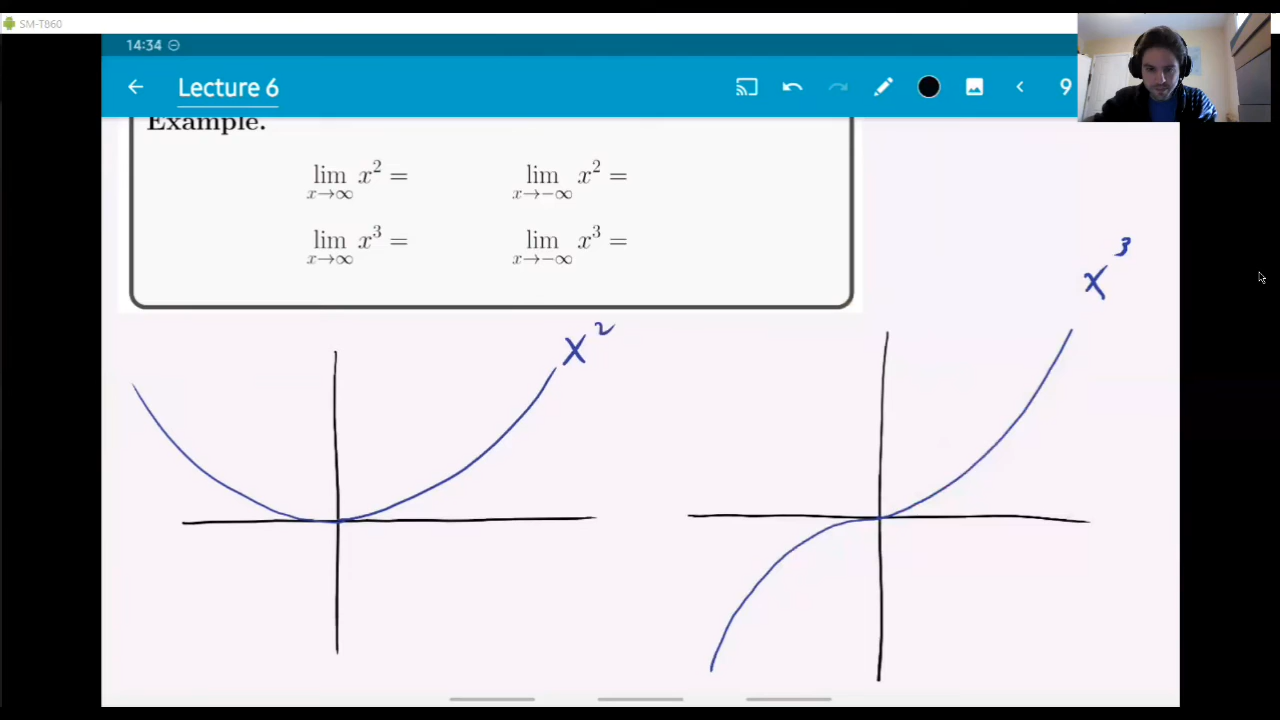 SM-T860
14:34
Lecture 6
9
Example.
lim x→∞ x² = lim x→−∞ x² =
lim x→∞ x³ = lim x→−∞ x³ =
x³
x²